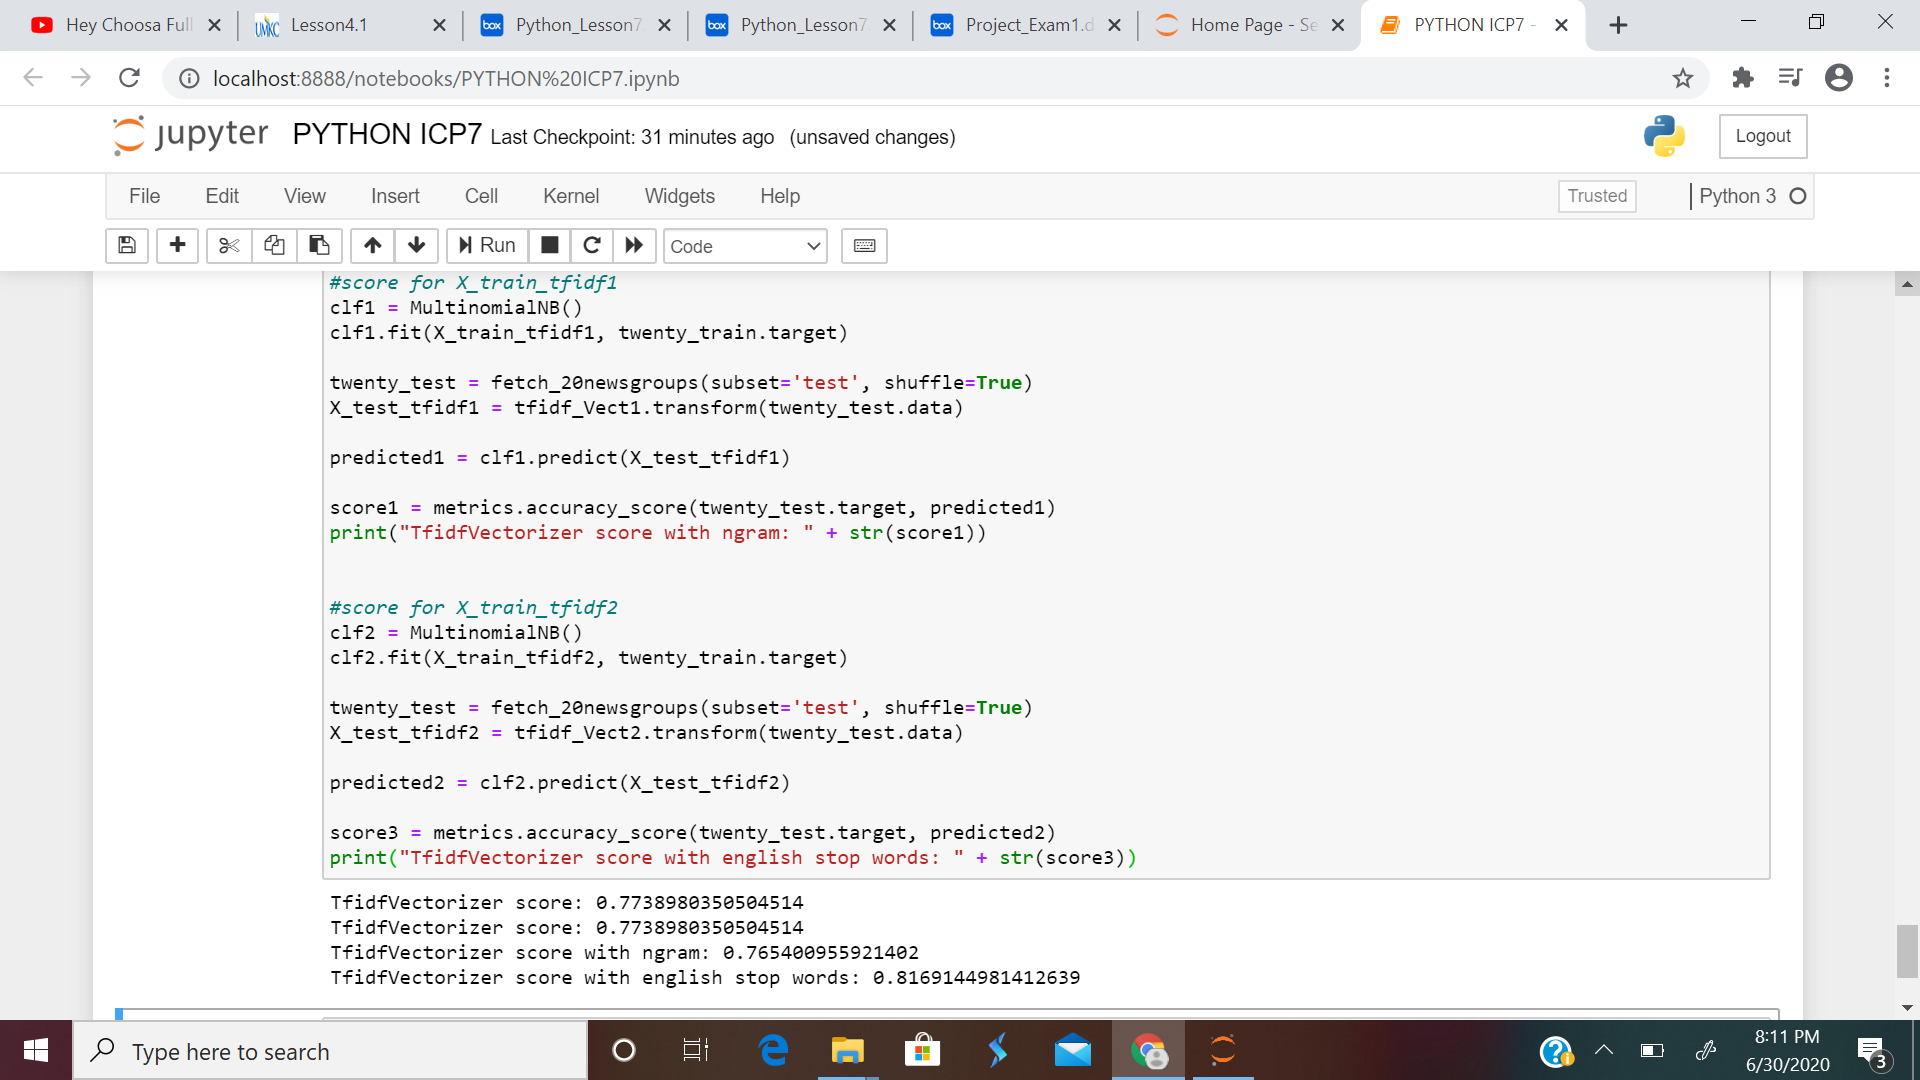 Hey Choosa Full
Lesson4.1
Python_Lesson7
Python_Lesson7
Project_Exam1.d
Home Page - Se
PYTHON ICP7 -
localhost:8888/notebooks/PYTHON%20ICP7.ipynb
jupyter PYTHON ICP7 Last Checkpoint: 31 minutes ago (unsaved changes)
Logout
File Edit View Insert Cell Kernel Widgets Help
Trusted
Python 3
Run
Code
#score for X_train_tfidf1
clf1 = MultinomialNB()
clf1.fit(X_train_tfidf1, twenty_train.target)
twenty_test = fetch_20newsgroups(subset='test', shuffle=True)
X_test_tfidf1 = tfidf_Vect1.transform(twenty_test.data)
predicted1 = clf1.predict(X_test_tfidf1)
score1 = metrics.accuracy_score(twenty_test.target, predicted1)
print("TfidfVectorizer score with ngram: " + str(score1))
#score for X_train_tfidf2
clf2 = MultinomialNB()
clf2.fit(X_train_tfidf2, twenty_train.target)
twenty_test = fetch_20newsgroups(subset='test', shuffle=True)
X_test_tfidf2 = tfidf_Vect2.transform(twenty_test.data)
predicted2 = clf2.predict(X_test_tfidf2)
score3 = metrics.accuracy_score(twenty_test.target, predicted2)
print("TfidfVectorizer score with english stop words: " + str(score3))
TfidfVectorizer score: 0.7738980350504514
TfidfVectorizer score: 0.7738980350504514
TfidfVectorizer score with ngram: 0.765400955921402
TfidfVectorizer score with english stop words: 0.8169144981412639
Type here to search
8:11 PM
6/30/2020
3
box
box
box
UMKC